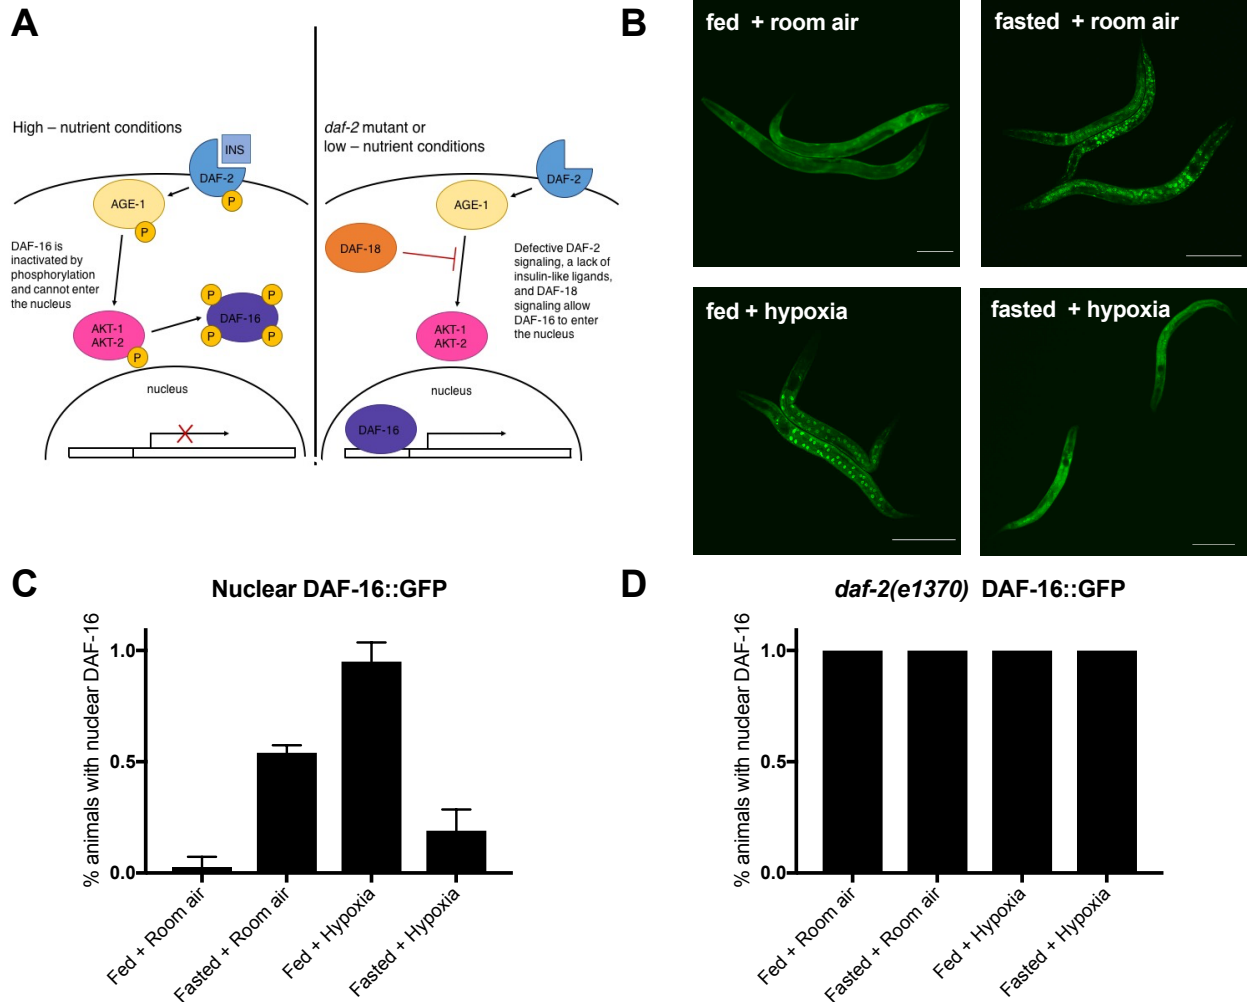 A
High – nutrient conditions
INS
DAF-2
P
AGE-1
P
DAF-16 is
inactivated by
phosphorylation
and cannot enter
the nucleus
P
P
DAF-16
P
P
AKT-1
AKT-2
P
nucleus
daf-2 mutant or
low – nutrient conditions
DAF-2
AGE-1
DAF-18
Defective DAF-2
signaling, a lack of
insulin-like ligands,
and DAF-18
signaling allow
DAF-16 to enter
the nucleus
AKT-1
AKT-2
nucleus
DAF-16
B
fed + room air
fasted + room air
fed + hypoxia
fasted + hypoxia
C
Nuclear DAF-16::GFP
% animals with nuclear DAF-16
1.0
0.5
0.0
Fed + Room air
Fasted + Room air
Fed + Hypoxia
Fasted + Hypoxia
D
daf-2(e1370) DAF-16::GFP
% animals with nuclear DAF-16
1.0
0.5
0.0
Fed + Room air
Fasted + Room air
Fed + Hypoxia
Fasted + Hypoxia